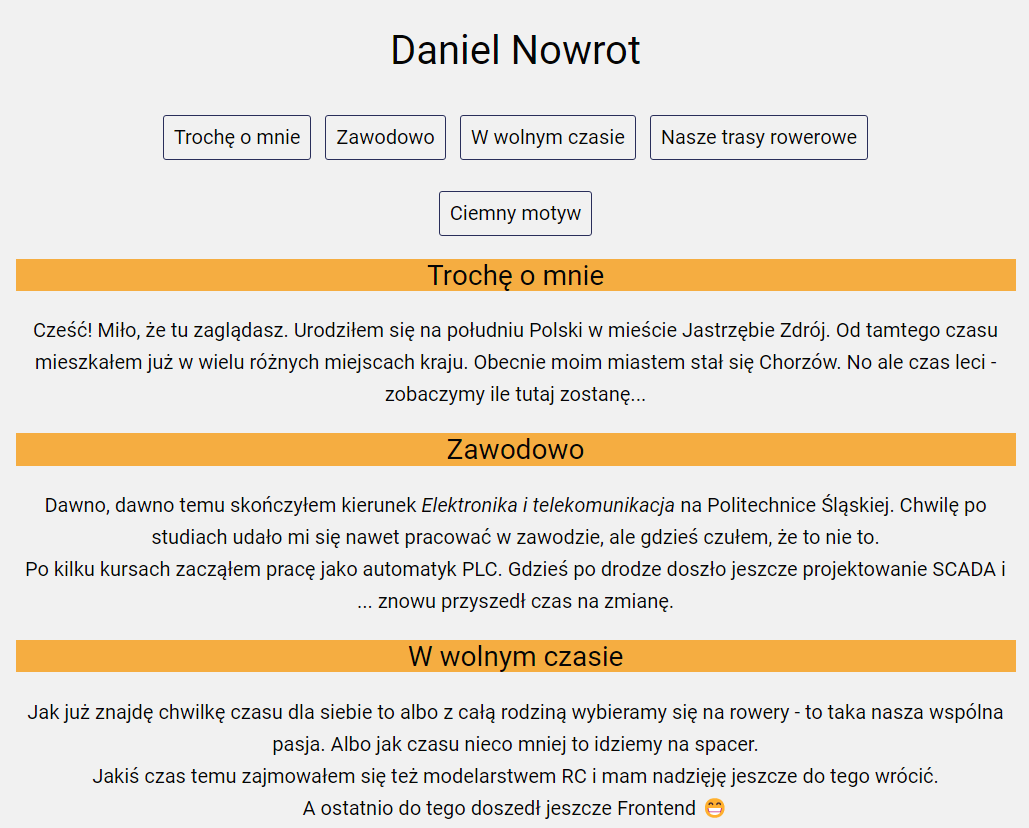 Daniel Nowrot
Trochę o mnie Zawodowo W wolnym czasie Nasze trasy rowerowe
Ciemny motyw
Trochę o mnie
Cześć! Miło, że tu zaglądasz. Urodziłem się na południu Polski w mieście Jastrzębie Zdrój. Od tamtego czasu
mieszkałem już w wielu różnych miejscach kraju. Obecnie moim miastem stał się Chorzów. No ale czas leci -
zobaczymy ile tutaj zostanę...
Zawodowo
Dawno, dawno temu skończyłem kierunek Elektronika i telekomunikacja na Politechnice Śląskiej. Chwilę po
studiach udało mi się nawet pracować w zawodzie, ale gdzieś czułem, że to nie to.
Po kilku kursach zacząłem pracę jako automatyk PLC. Gdzieś po drodze doszło jeszcze projektowanie SCADA i
... znowu przyszedł czas na zmianę.
W wolnym czasie
Jak już znajdę chwilkę czasu dla siebie to albo z całą rodziną wybieramy się na rowery - to taka nasza wspólna
pasja. Albo jak czasu nieco mniej to idziemy na spacer.
Jakiś czas temu zajmowałem się też modelarstwem RC i mam nadzięję jeszcze do tego wrócić.
A ostatnio do tego doszedł jeszcze Frontend 😁